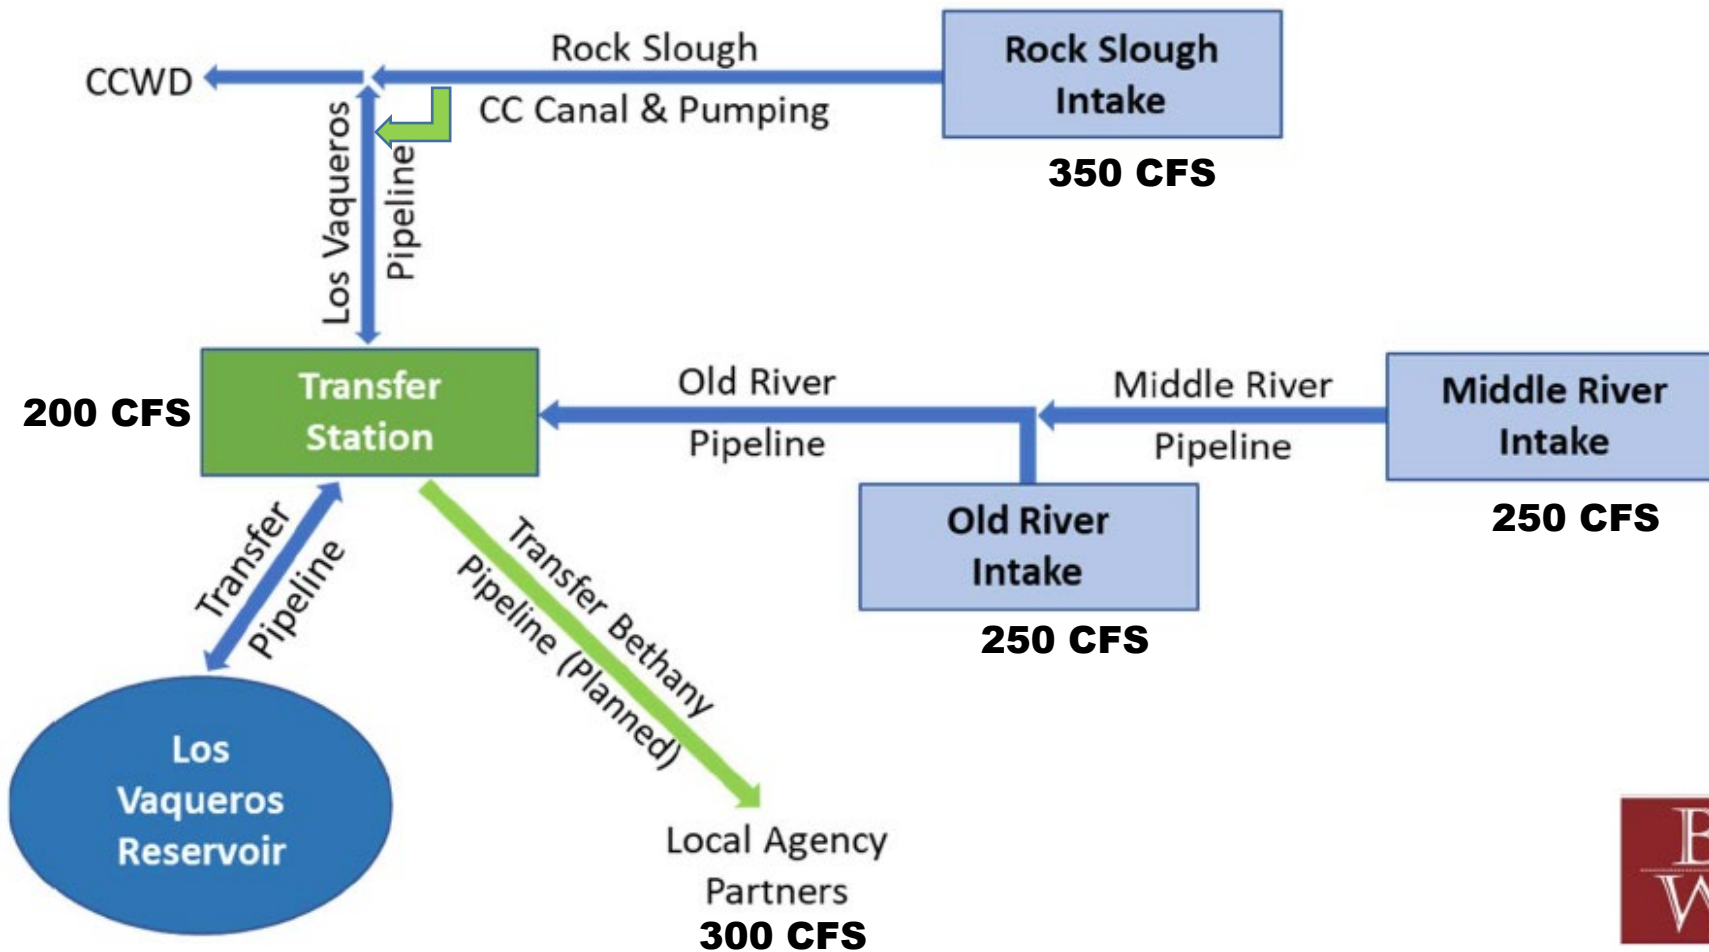 Rock Slough
CC Canal & Pumping
Rock Slough
Intake
350 CFS
CCWD
Los Vaqueros
Pipeline
Transfer
Station
200 CFS
Old River
Pipeline
Middle River
Pipeline
Middle River
Intake
250 CFS
Old River
Intake
250 CFS
Transfer
Pipeline
Transfer Bethany
Pipeline (Planned)
Los
Vaqueros
Reservoir
Local Agency
Partners
300 CFS